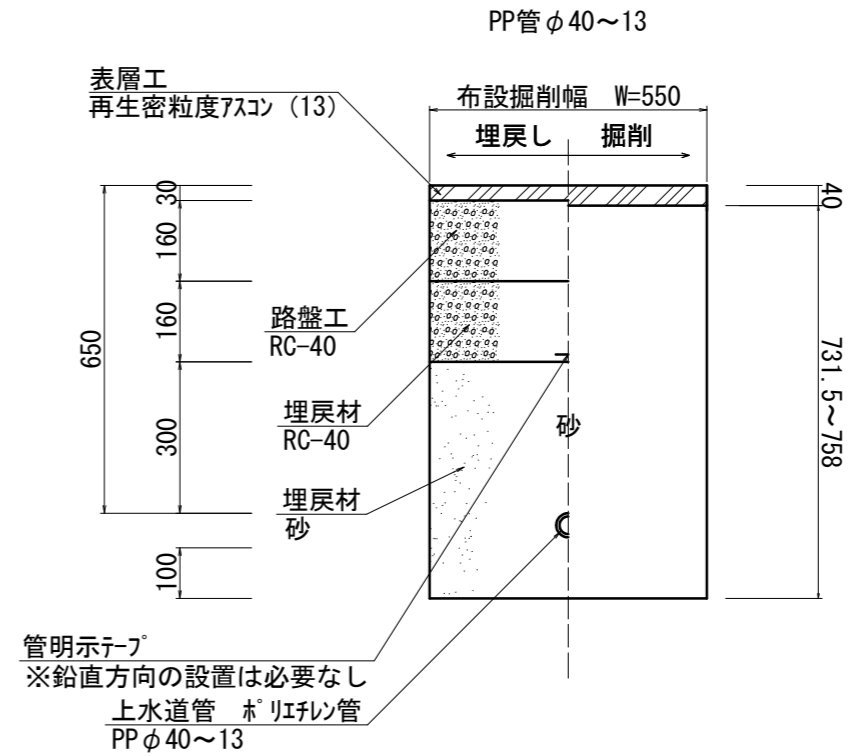 PP管φ40～13
表層工
再生密粒度ｱｽｺﾝ（13）
布設掘削幅　W=550
埋戻し　掘削
30
40
160
160
650
300
100
731.5～758
路盤工
RC-40
埋戻材
RC-40
砂
埋戻材
砂
管明示ﾃｰﾌﾟ
※鉛直方向の設置は必要なし
上水道管　ﾎﾟﾘｴﾁﾚﾝ管
PPφ40～13